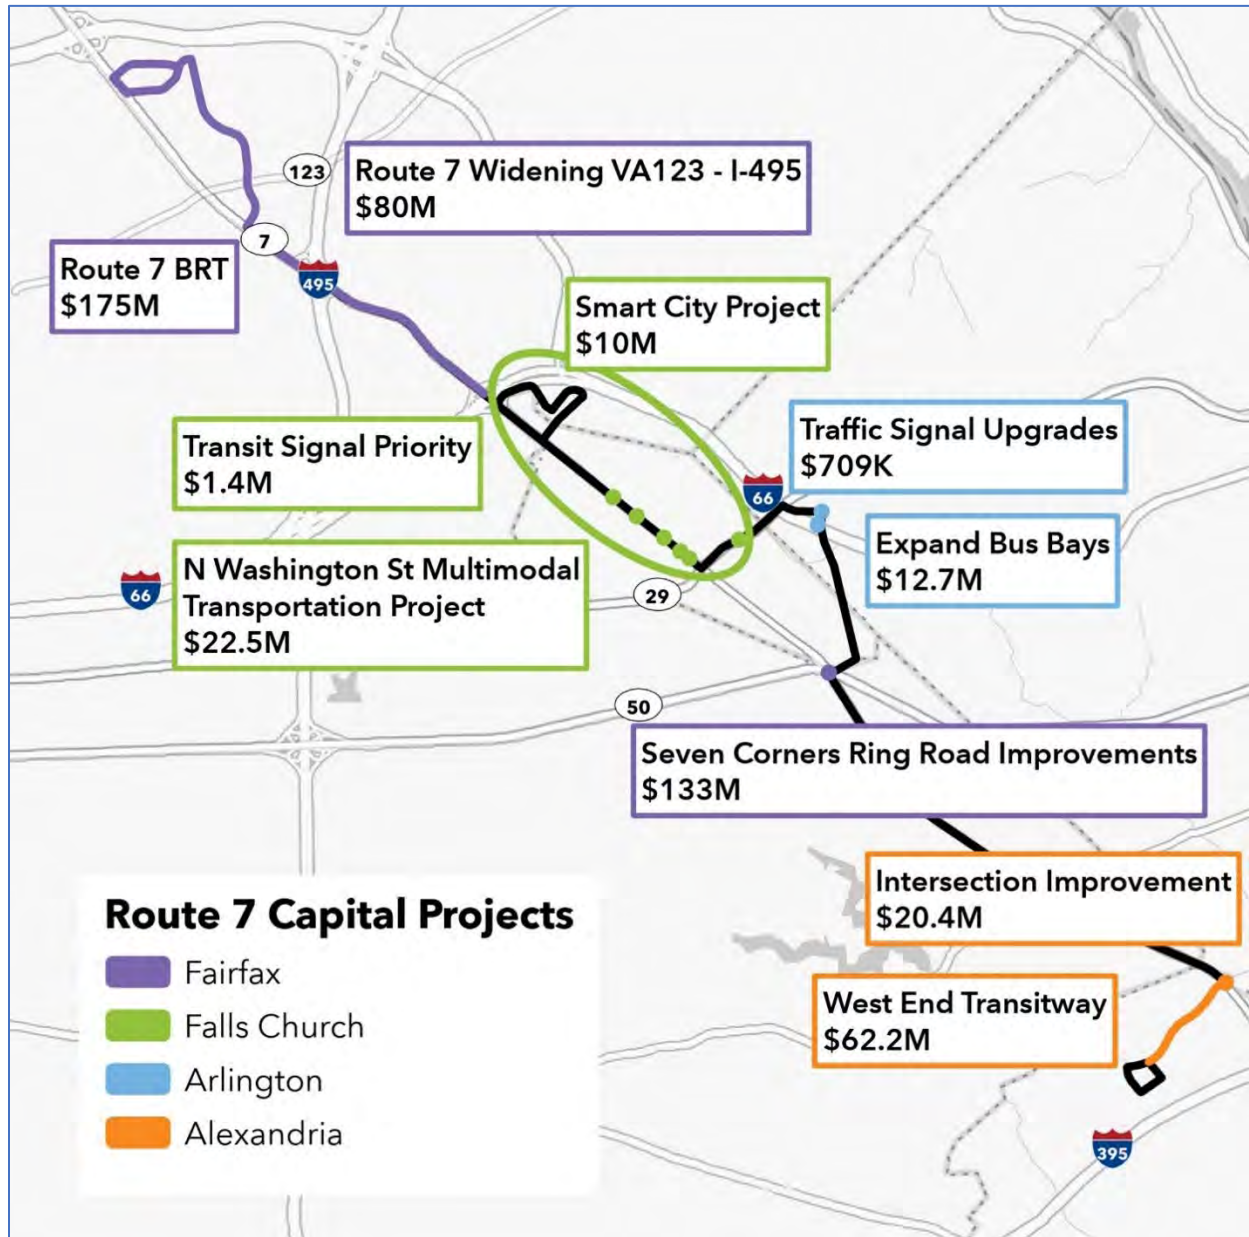 123
Route 7 Widening VA123 - I-495
$80M
7
Route 7 BRT
$175M
495
Smart City Project
$10M
Transit Signal Priority
$1.4M
Traffic Signal Upgrades
$709K
66
Expand Bus Bays
$12.7M
N Washington St Multimodal
Transportation Project
$22.5M
66
29
50
Seven Corners Ring Road Improvements
$133M
Intersection Improvement
$20.4M
West End Transitway
$62.2M
395
Route 7 Capital Projects
Fairfax
Falls Church
Arlington
Alexandria